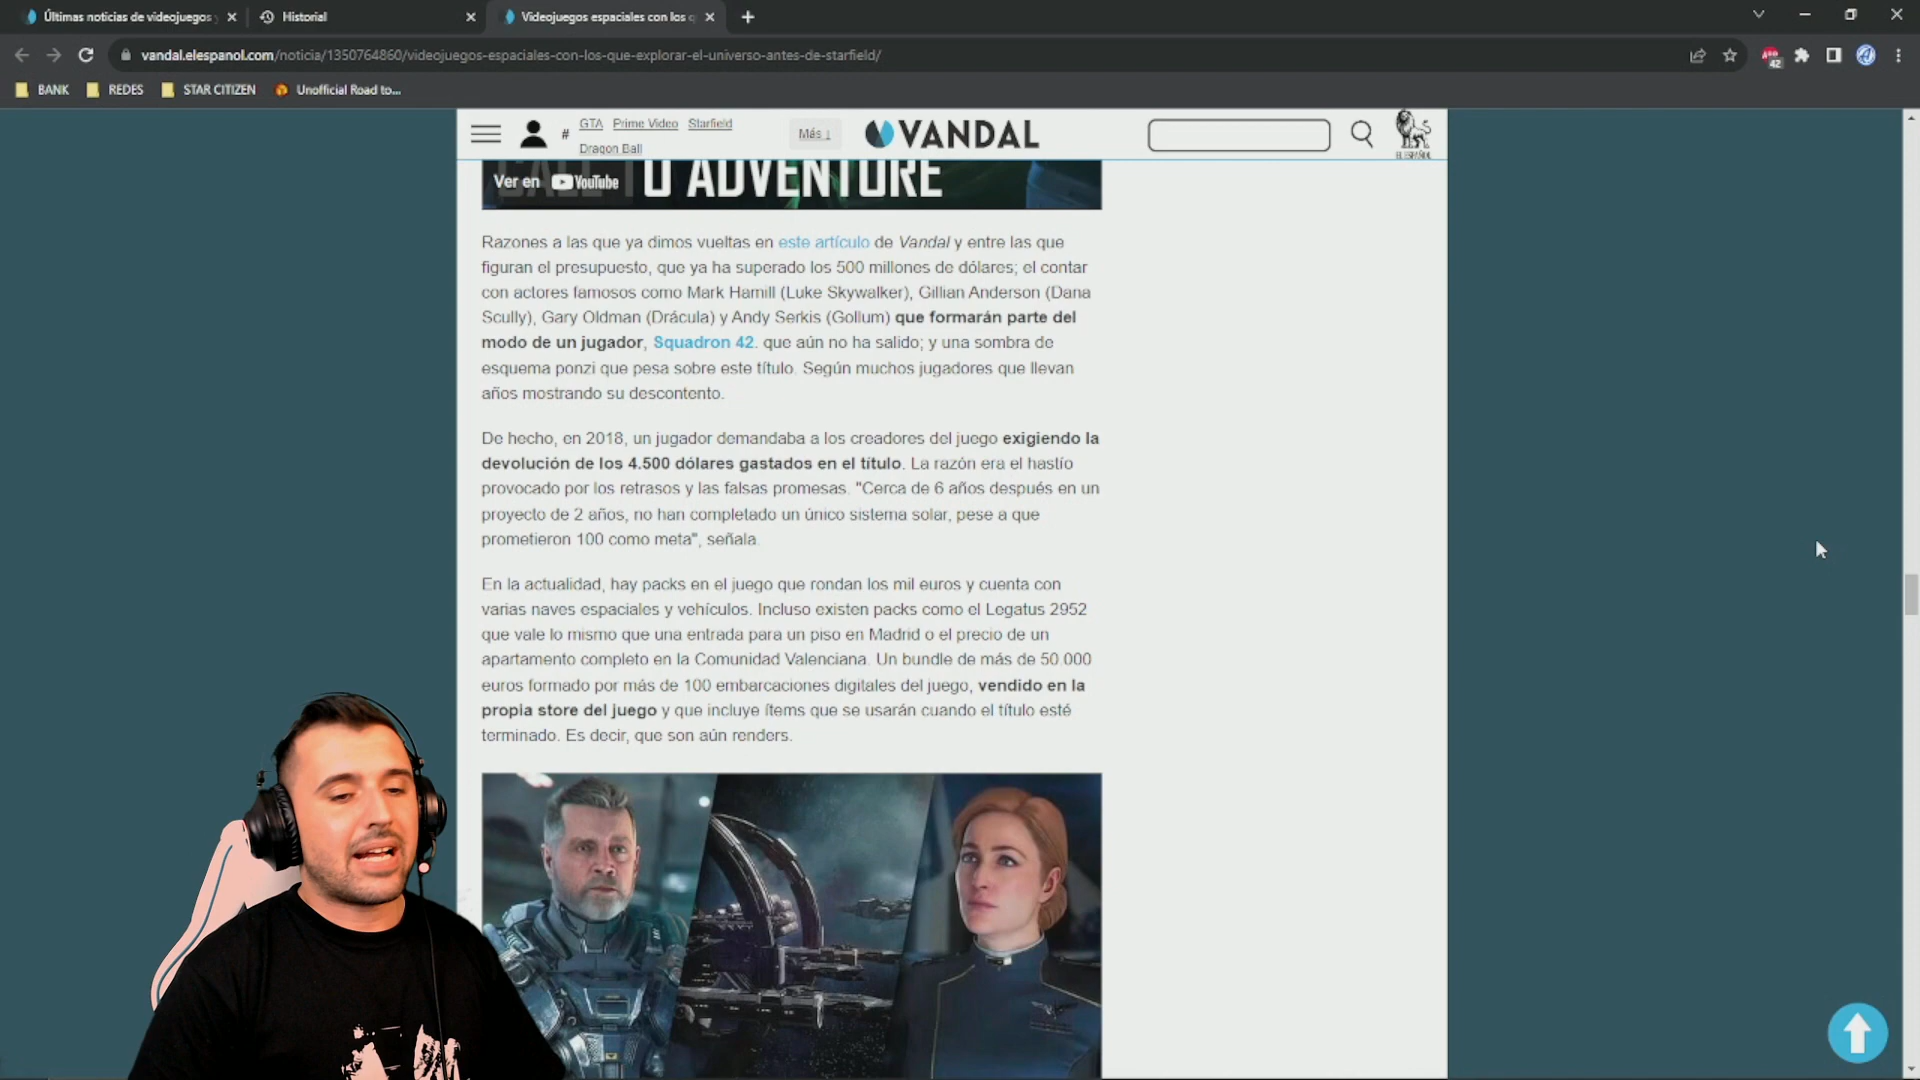 Últimas noticias de videojuegos
Historial
Videojuegos espaciales con los q
vandal.elespanol.com/noticia/1350764860/videojuegos-espaciales-con-los-que-explorar-el-universo-antes-de-starfield/
42
BANK REDES STAR CITIZEN Unofficial Road to...
# GTA Prime Video Starfield
Dragon Ball
Más ↓
VANDAL
EL ESPAÑOL
CALL TO ADVENTURE
Ver en YouTube
Razones a las que ya dimos vueltas en este artículo de Vandal y entre las que
figuran el presupuesto, que ya ha superado los 500 millones de dólares; el contar
con actores famosos como Mark Hamill (Luke Skywalker), Gillian Anderson (Dana
Scully), Gary Oldman (Drácula) y Andy Serkis (Gollum) que formarán parte del
modo de un jugador, Squadron 42. que aún no ha salido; y una sombra de
esquema ponzi que pesa sobre este título. Según muchos jugadores que llevan
años mostrando su descontento.
De hecho, en 2018, un jugador demandaba a los creadores del juego exigiendo la
devolución de los 4.500 dólares gastados en el título. La razón era el hastío
provocado por los retrasos y las falsas promesas. "Cerca de 6 años después en un
proyecto de 2 años, no han completado un único sistema solar, pese a que
prometieron 100 como meta", señala.
En la actualidad, hay packs en el juego que rondan los mil euros y cuenta con
varias naves espaciales y vehículos. Incluso existen packs como el Legatus 2952
que vale lo mismo que una entrada para un piso en Madrid o el precio de un
apartamento completo en la Comunidad Valenciana. Un bundle de más de 50.000
euros formado por más de 100 embarcaciones digitales del juego, vendido en la
propia store del juego y que incluye ítems que se usarán cuando el título esté
terminado. Es decir, que son aún renders.